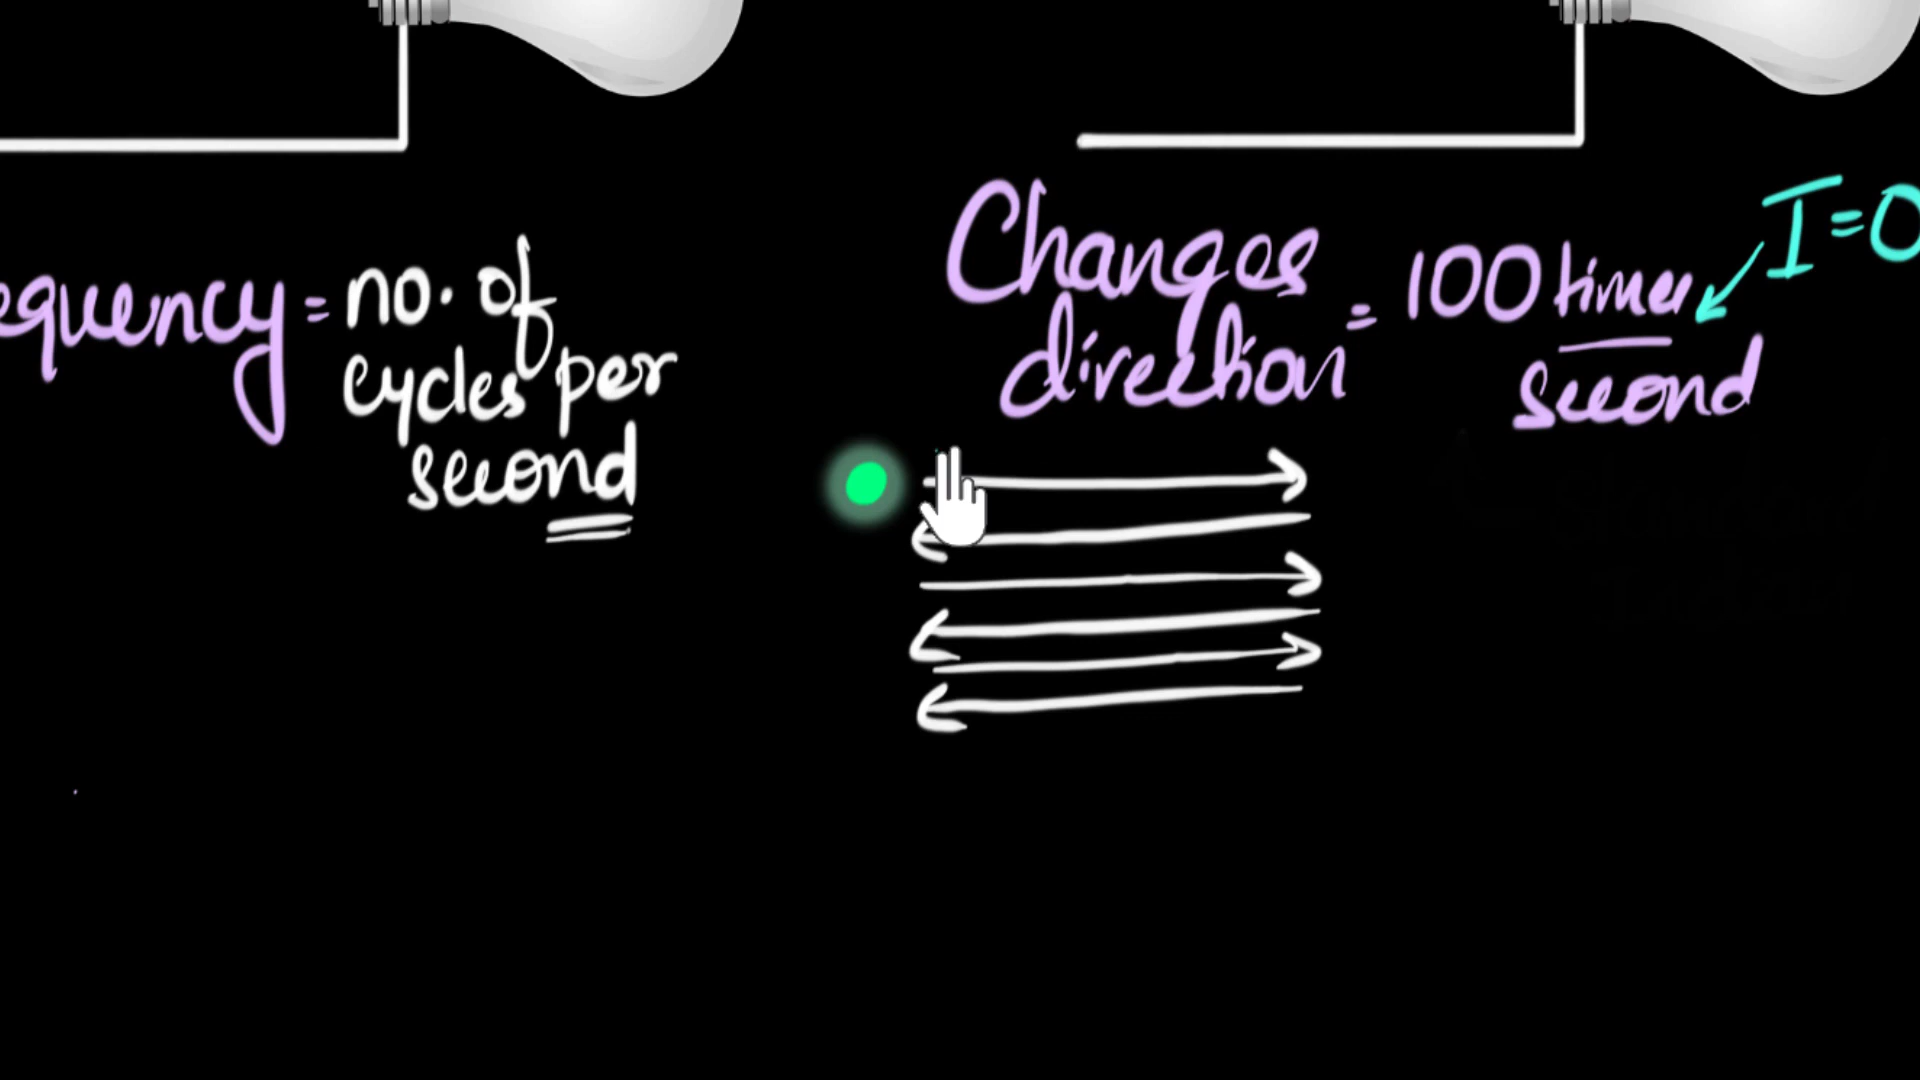 equency = no. of
cycles per
second
Changes
direction = 100 times
second
I = 0